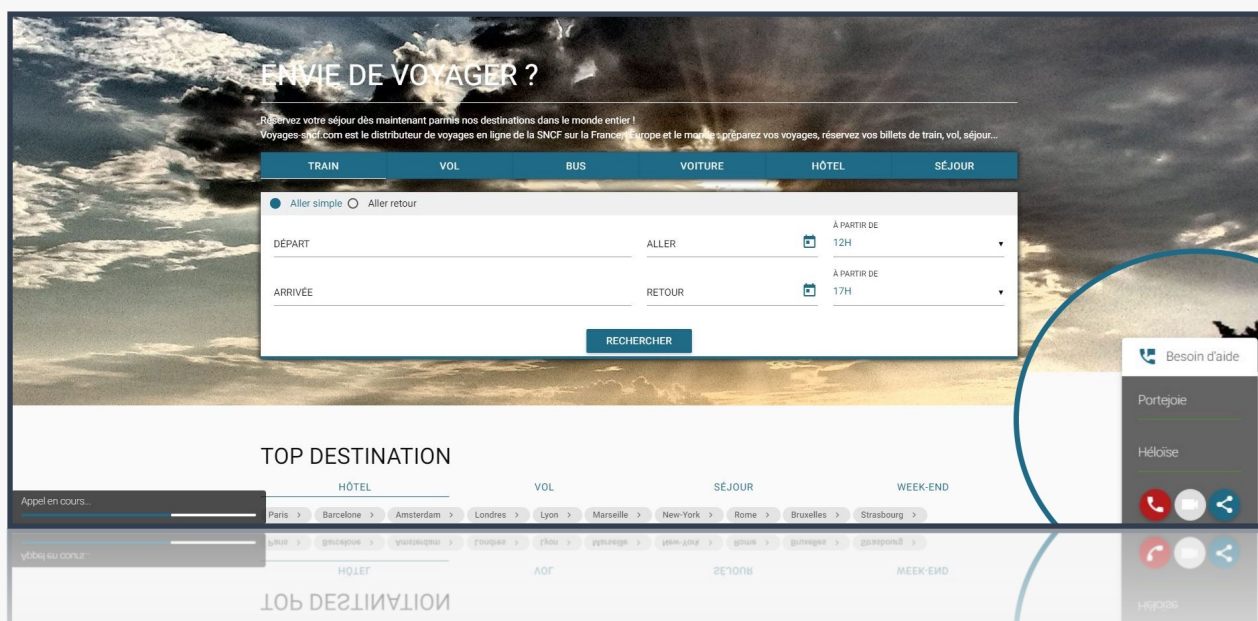 ENVIE DE VOYAGER ?
Réservez votre séjour dès maintenant parmis nos destinations dans le monde entier !
Voyages-sncf.com est le distributeur de voyages en ligne de la SNCF sur la France, l'Europe et le monde : préparez vos voyages, réservez vos billets de train, vol, séjour...
TRAIN VOL BUS VOITURE HÔTEL SÉJOUR
Aller simple Aller retour
À PARTIR DE
DÉPART ALLER 12H
À PARTIR DE
ARRIVÉE RETOUR 17H
RECHERCHER
Besoin d'aide
Portejoie
Héloïse
TOP DESTINATION
HÔTEL VOL SÉJOUR WEEK-END
Appel en cours...
Paris > Barcelone > Amsterdam > Londres > Lyon > Marseille > New-York > Rome > Bruxelles > Strasbourg >